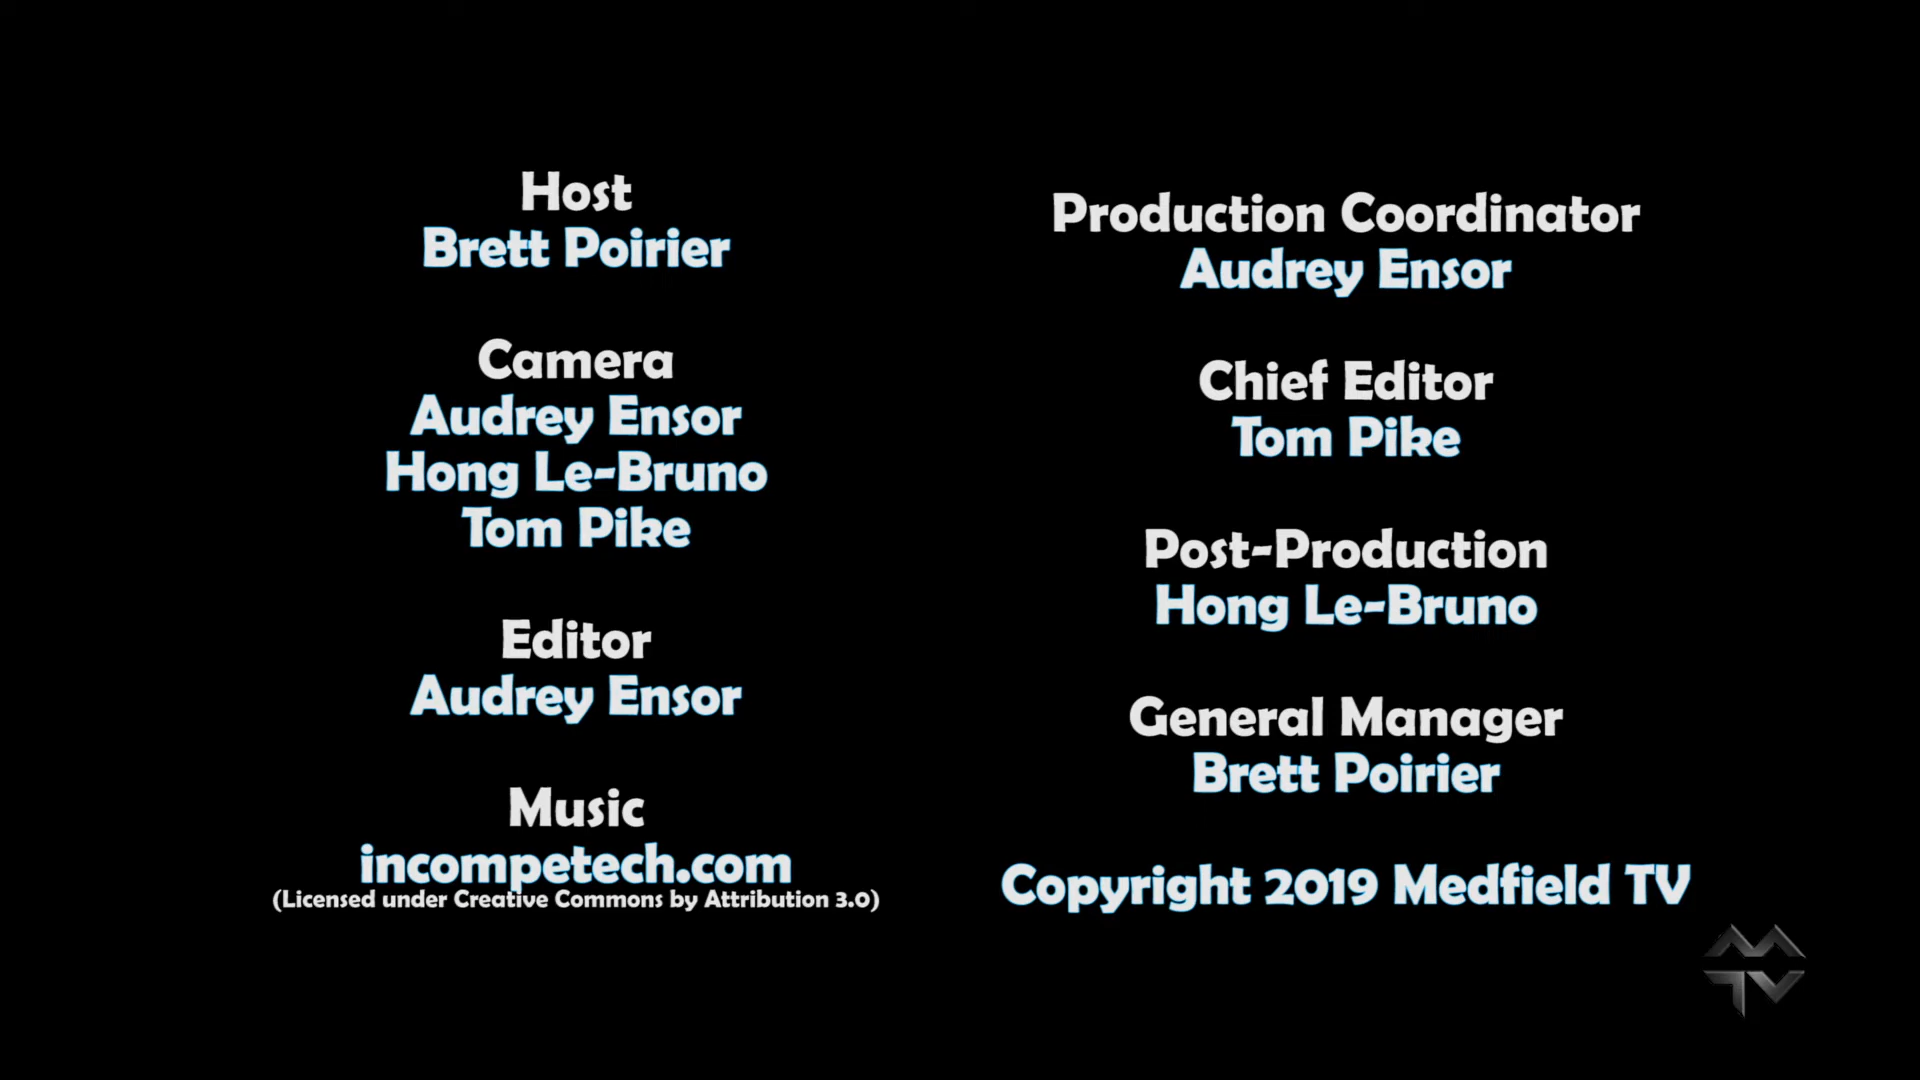 Host
Brett Poirier
Camera
Audrey Ensor
Hong Le-Bruno
Tom Pike
Editor
Audrey Ensor
Music
incompetech.com
(Licensed under Creative Commons by Attribution 3.0)
Production Coordinator
Audrey Ensor
Chief Editor
Tom Pike
Post-Production
Hong Le-Bruno
General Manager
Brett Poirier
Copyright 2019 Medfield TV
M
TV